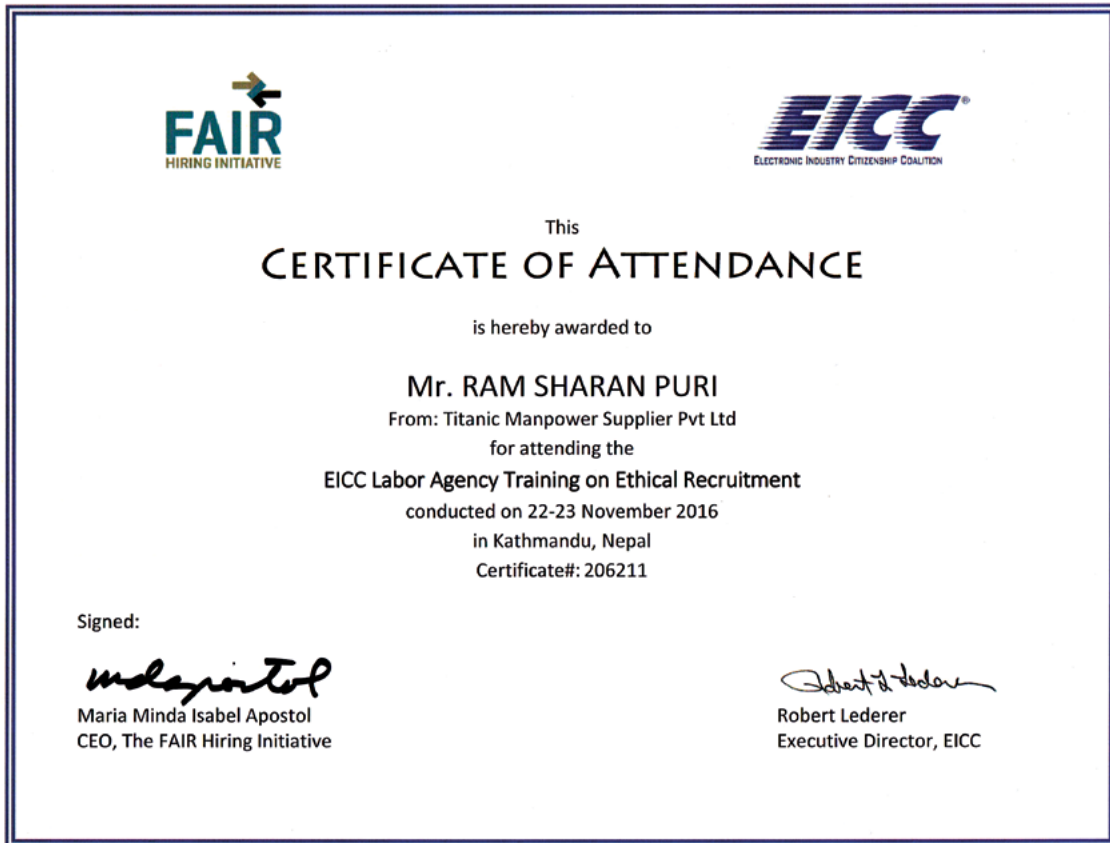 FAIR
HIRING INITIATIVE
EICC®
ELECTRONIC INDUSTRY CITIZENSHIP COALITION
This
CERTIFICATE OF ATTENDANCE
is hereby awarded to
Mr. RAM SHARAN PURI
From: Titanic Manpower Supplier Pvt Ltd
for attending the
EICC Labor Agency Training on Ethical Recruitment
conducted on 22-23 November 2016
in Kathmandu, Nepal
Certificate#: 206211
Signed:
mdapostol
Robert L Lederer
Maria Minda Isabel Apostol
Robert Lederer
CEO, The FAIR Hiring Initiative
Executive Director, EICC